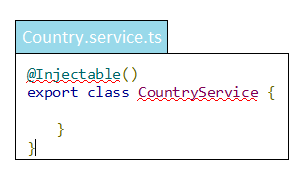 Country.service.ts
@Injectable()
export class CountryService {
}
}